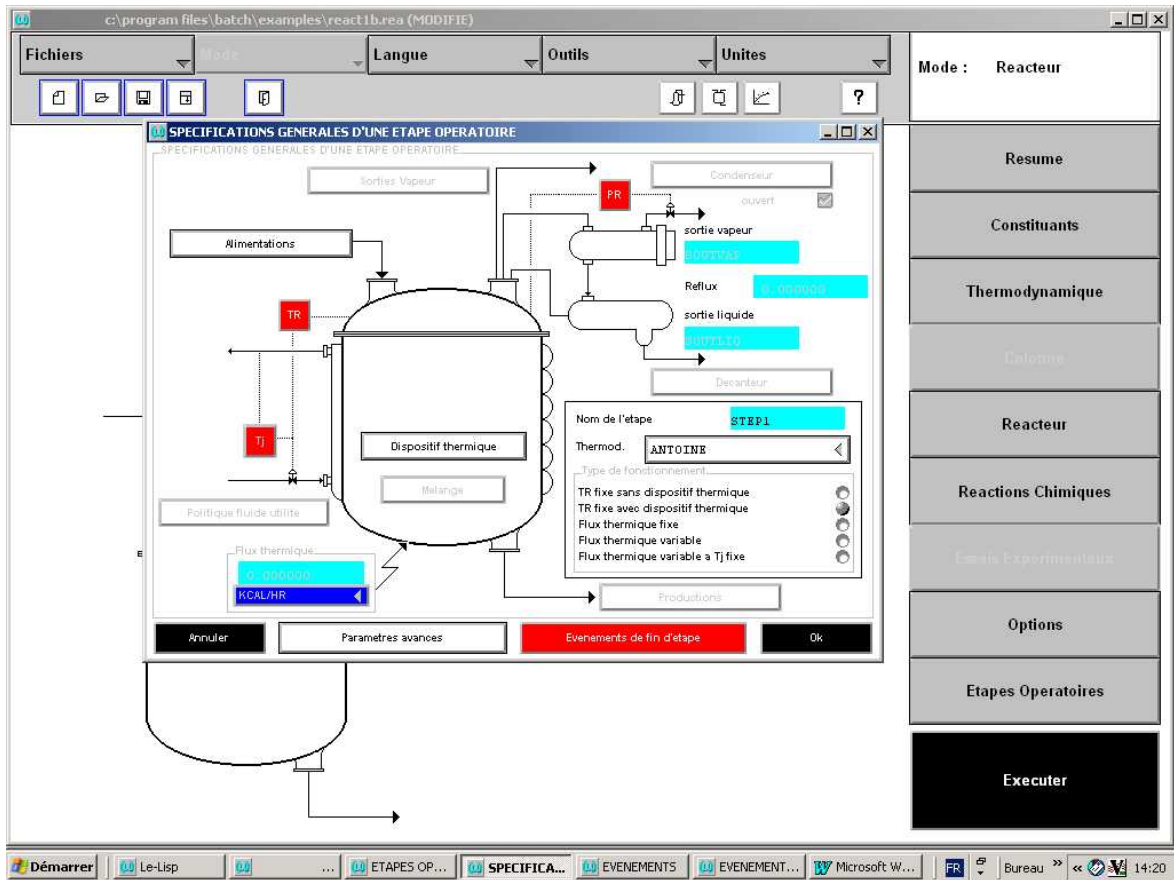 c:\program files\batch\examples\react1b.rea (MODIFIE)
Fichiers
Mode
Langue
Outils
Unites
?
Mode : Reacteur
SPECIFICATIONS GENERALES D'UNE ETAPE OPERATOIRE
SPECIFICATIONS GENERALES D'UNE ETAPE OPERATOIRE
Sorties Vapeur
Condenseur
ouvert
PR
sortie vapeur
SOUTVAP
Alimentations
Reflux 0.000000
TR
sortie liquide
SOUTLIQ
Decanteur
Tj
Nom de l'etape STEP1
Dispositif thermique
Thermod. ANTOINE
Melange
Type de fonctionnement
TR fixe sans dispositif thermique
TR fixe avec dispositif thermique
Flux thermique fixe
Flux thermique variable
Flux thermique variable a Tj fixe
Politique fluide utilite
Flux thermique
0.000000
KCAL/HR
Productions
Annuler
Parametres avances
Evenements de fin d'etape
Ok
E
Resume
Constituants
Thermodynamique
Colonne
Reacteur
Reactions Chimiques
Essais Experimentaux
Options
Etapes Operatoires
Executer
Démarrer
Le-Lisp
...
ETAPES OP...
SPECIFICA...
EVENEMENTS
EVENEMENT...
Microsoft W...
FR
Bureau »
«
14:20